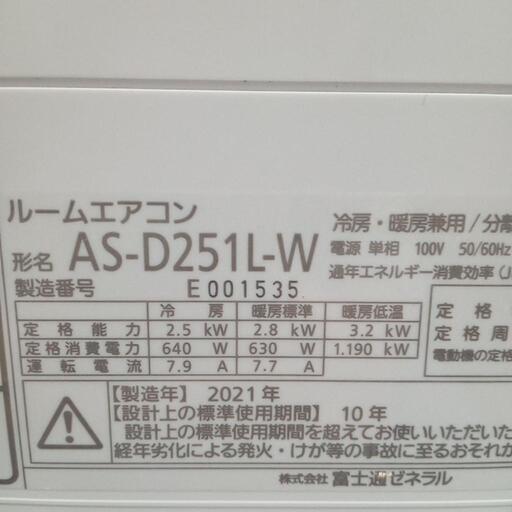 ルームエアコン
形名 AS-D251L-W
製造番号 E 001535
冷房・暖房兼用/分離
電源 単相 100V 50/60Hz
通年エネルギー消費効率(J
冷 房 暖房標準 暖房低温
定格能力 2.5 kW 2.8 kW 3.2 kW
定格消費電力 640 W 630 W 1.190 kW
運転電流 7.9 A 7.7 A
定 格
定 格 周
電動機の定格
【製造年】2021年
【設計上の標準使用期間】10年
設計上の標準使用期間を超えてお使いいただいた
経年劣化による発火・けが等の事故に至るおそれが
株式会社 富士通ゼネラル